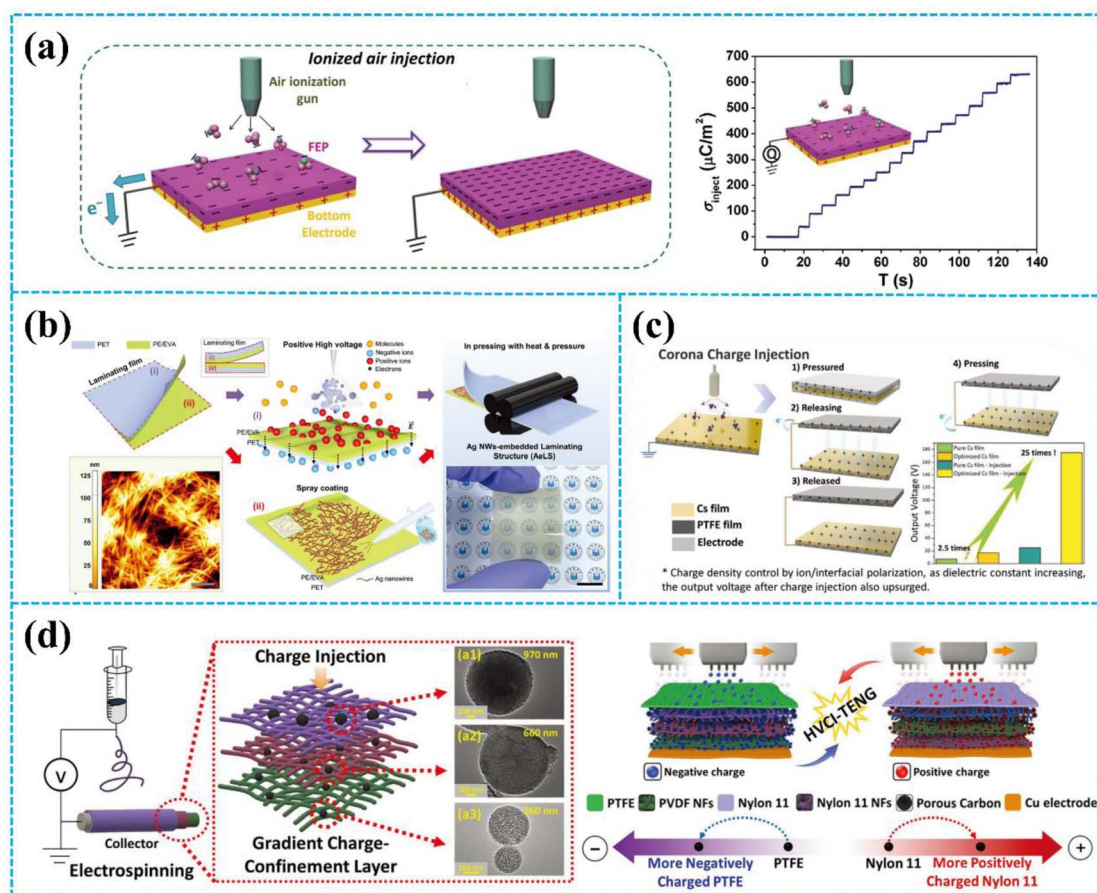 (a)
Ionized air injection
Air ionization
gun
FEP
e⁻
Bottom
Electrode
σinject (μC/m²)
700
600
500
400
300
200
100
0
Q
0 20 40 60 80 100 120 140
T (s)
(b)
PET
PE/EVA
Laminating film
(i)
(ii)
Laminating film
(i)
(ii)
Positive High voltage
Molecules
Negative ions
Positive ions
Electrons
(i)
PE/EVA
PET
E
In pressing with heat & pressure
Ag NWs-embedded Laminating
Structure (AeLS)
nm
125
100
50
0
Spray coating
(ii)
PE/EVA
PET
Ag nanowires
(c)
Corona Charge Injection
1) Pressured
2) Releasing
3) Released
4) Pressing
Cs film
PTFE film
Electrode
Pure Cs film
Optimized Cs film
Pure Cs film - Injection
Optimized Cs film - Injection
25 times !
2.5 times
Output Voltage (V)
200
180
160
40
20
0
* Charge density control by ion/interfacial polarization, as dielectric constant increasing,
the output voltage after charge injection also upsurged.
(d)
V
Collector
Electrospinning
Charge Injection
Gradient Charge-
Confinement Layer
(a1)
970 nm
(a2)
660 nm
(a3)
260 nm
HVCI-TENG
Negative charge
Positive charge
PTFE
PVDF NFs
Nylon 11
Nylon 11 NFs
Porous Carbon
Cu electrode
More Negatively
Charged PTFE
PTFE
Nylon 11
More Positively
Charged Nylon 11